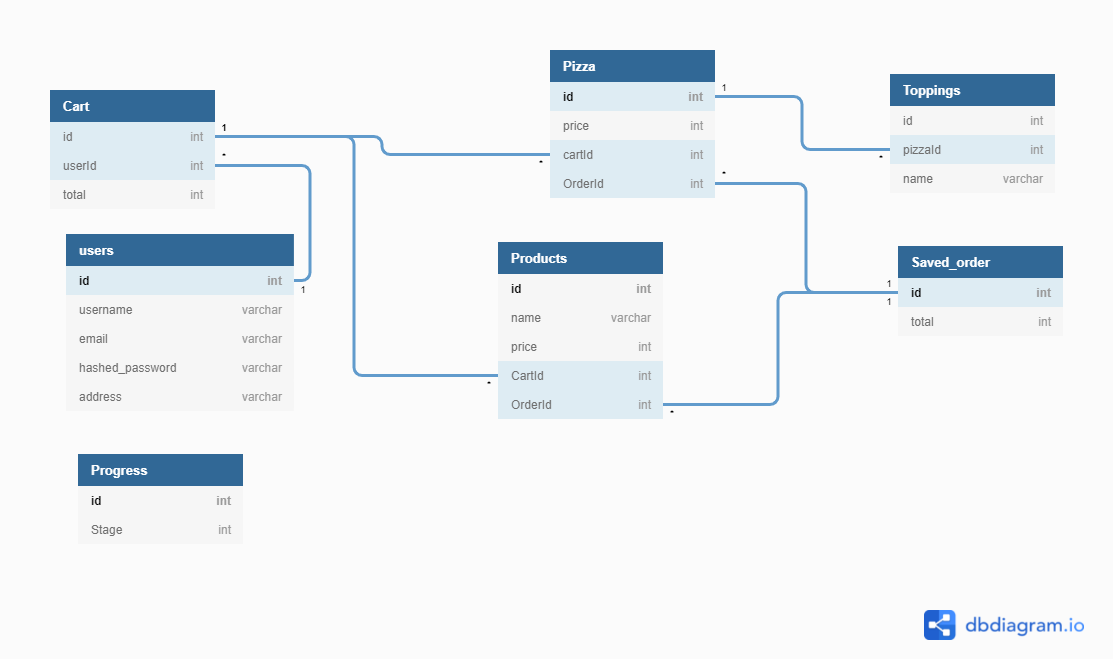 Cart
id int
userId int
total int
1
*
users
id int
username varchar
email varchar
hashed_password varchar
address varchar
1
Progress
id int
Stage int
Pizza
id int
price int
cartId int
OrderId int
1
*
*
Products
id int
name varchar
price int
CartId int
OrderId int
*
*
Toppings
id int
pizzaId int
name varchar
*
Saved_order
id int
total int
1
1
dbdiagram.io